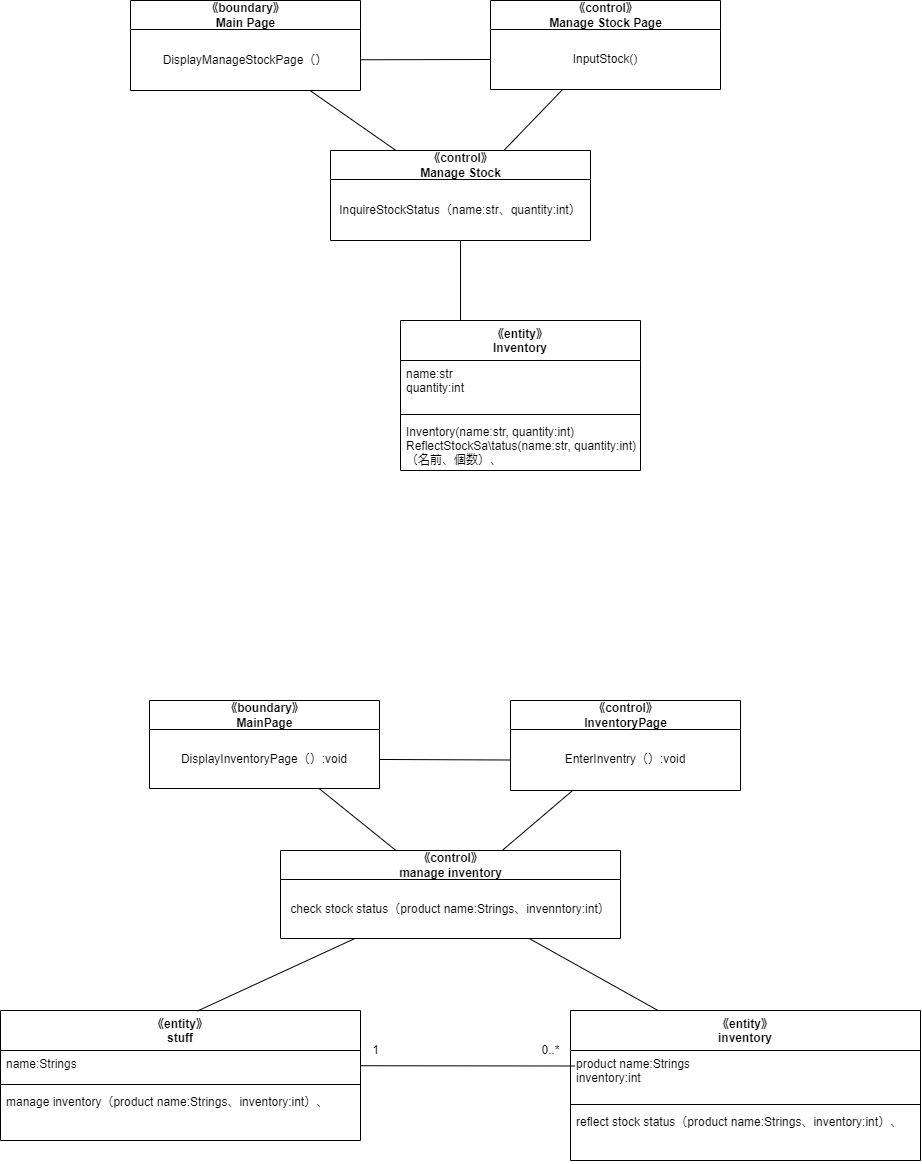 《boundary》
Main Page
DisplayManageStockPage（）
《control》
Manage Stock Page
InputStock()
《control》
Manage Stock
InquireStockStatus（name:str、quantity:int）
《entity》
Inventory
name:str
quantity:int
Inventory(name:str, quantity:int)
ReflectStockSa\tatus(name:str, quantity:int)
（名前、個数）、
《boundary》
MainPage
DisplayInventoryPage（）:void
《control》
InventoryPage
EnterInventry（）:void
《control》
manage inventory
check stock status（product name:Strings、invenntory:int）
《entity》
stuff
name:Strings
manage inventory（product name:Strings、inventory:int）、
1
0..*
《entity》
inventory
product name:Strings
inventory:int
reflect stock status（product name:Strings、inventory:int）、